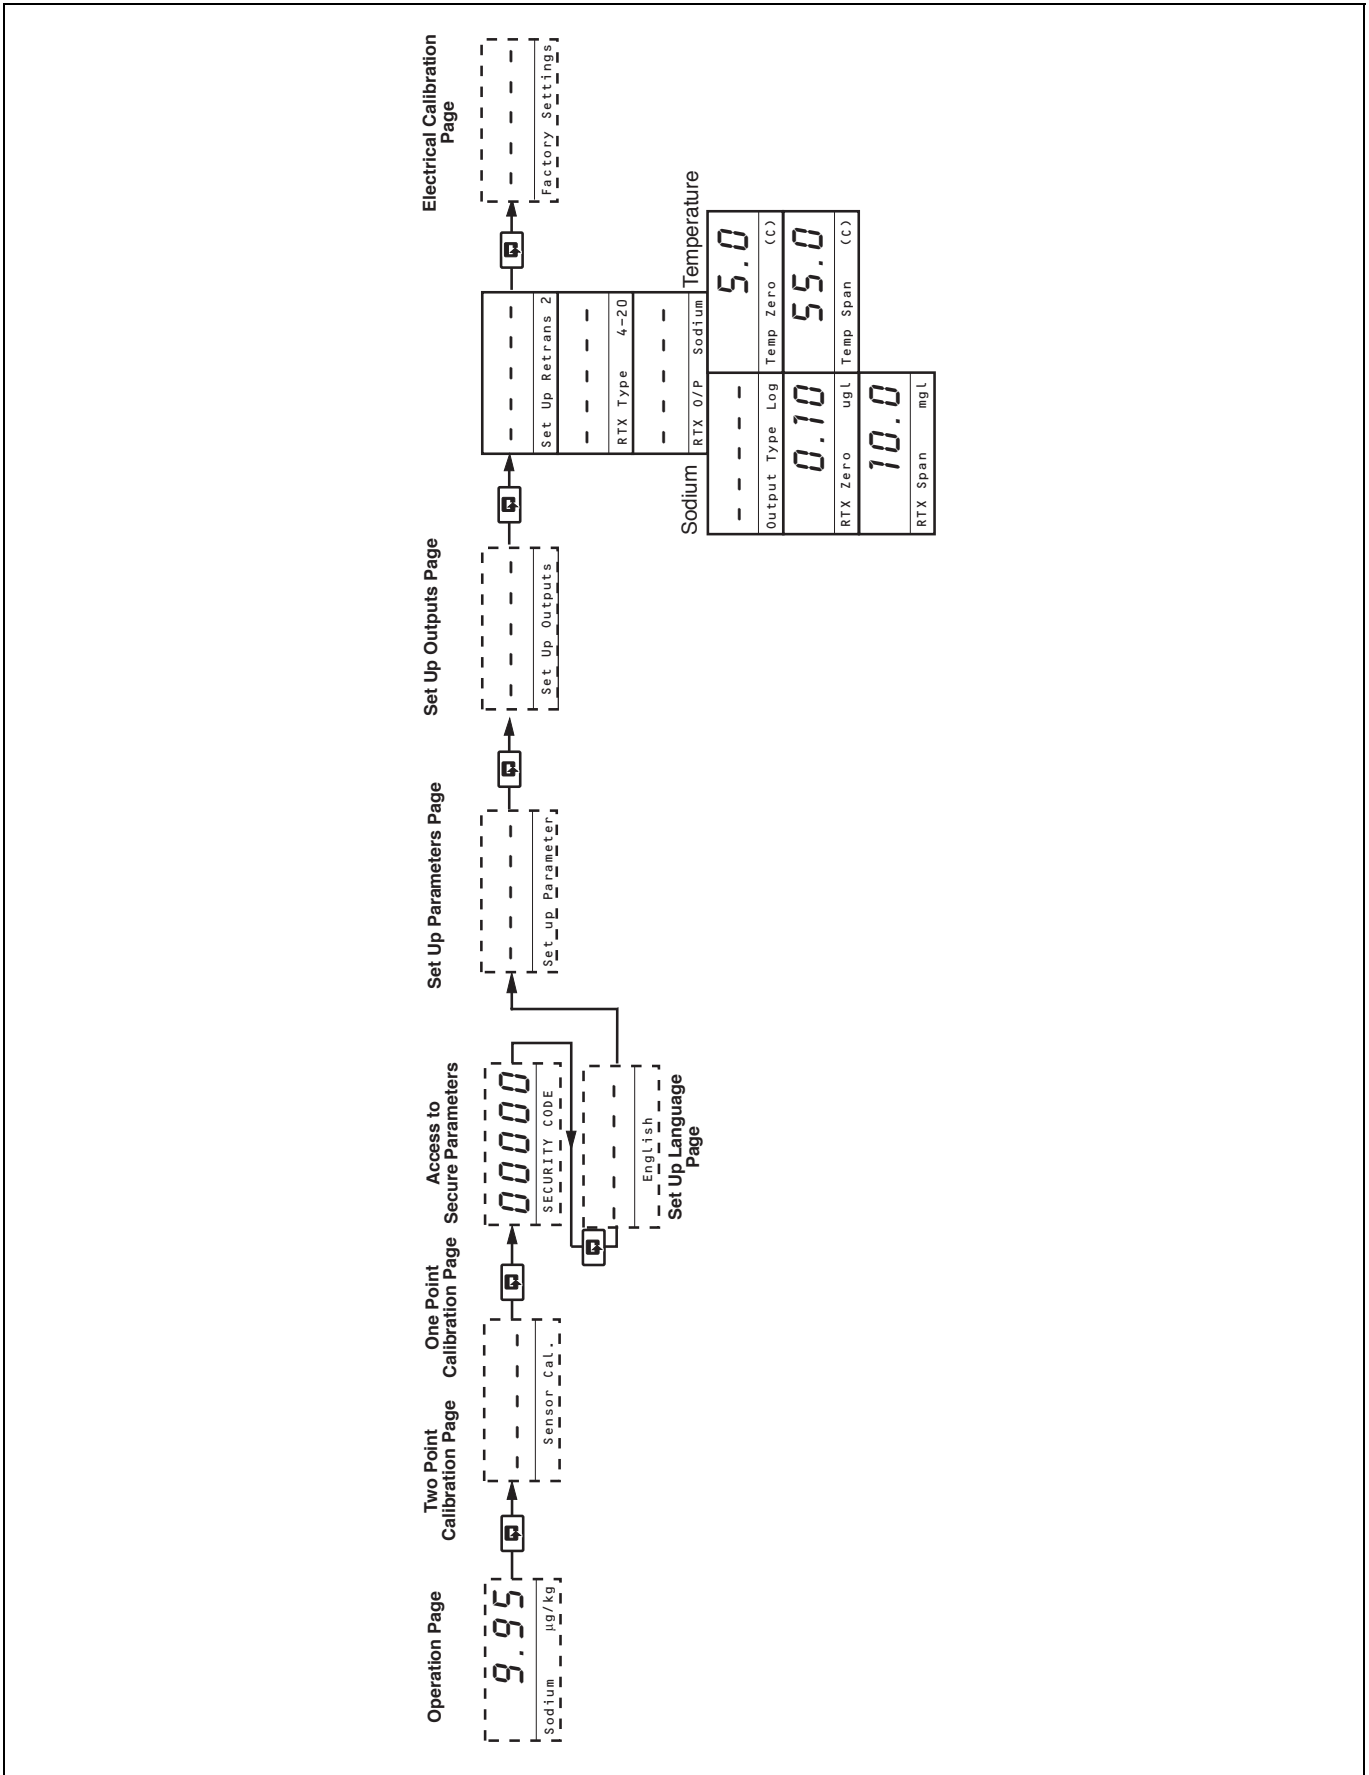 Operation Page
9.95
Sodium µg/kg
Two Point
Calibration Page
- - - - -
Sensor Cal.
One Point
Calibration Page
Access to
Secure Parameters
00000
SECURITY CODE
- - - - -
English
Set Up Language
Page
Set Up Parameters Page
- - - - -
Set up Parameter
Set Up Outputs Page
- - - - -
Set Up Outputs
- - - - -
Set Up Retrans 2
- - - - -
RTX Type 4-20
- - - - -
RTX O/P Sodium
Sodium
- - - - -
Output Type Log
0.10
RTX Zero ugl
10.0
RTX Span mgl
Temperature
5.0
Temp Zero (C)
55.0
Temp Span (C)
Electrical Calibration
Page
- - - - -
Factory Settings